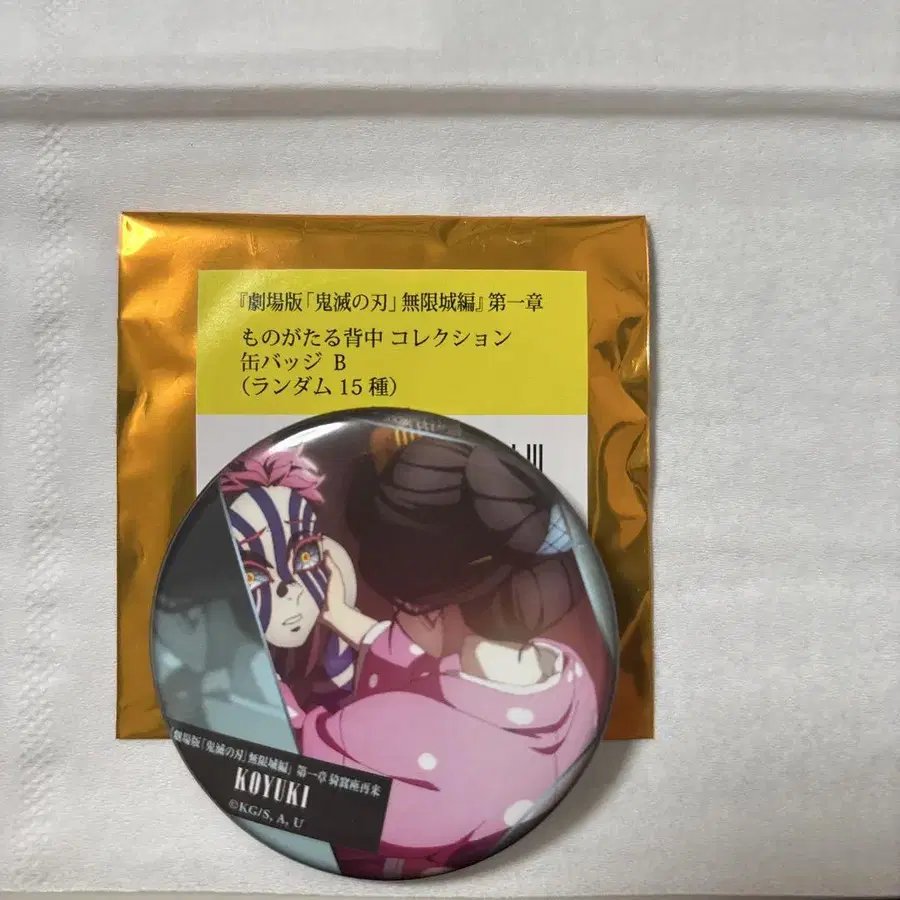 『劇場版「鬼滅の刃」無限城編』第一章
ものがたる背中 コレクション
缶バッジ B
(ランダム 15 種)
劇場版「鬼滅の刃」無限城編』 第一章 猗窩座再来
KOYUKI
©KG/S, A, U